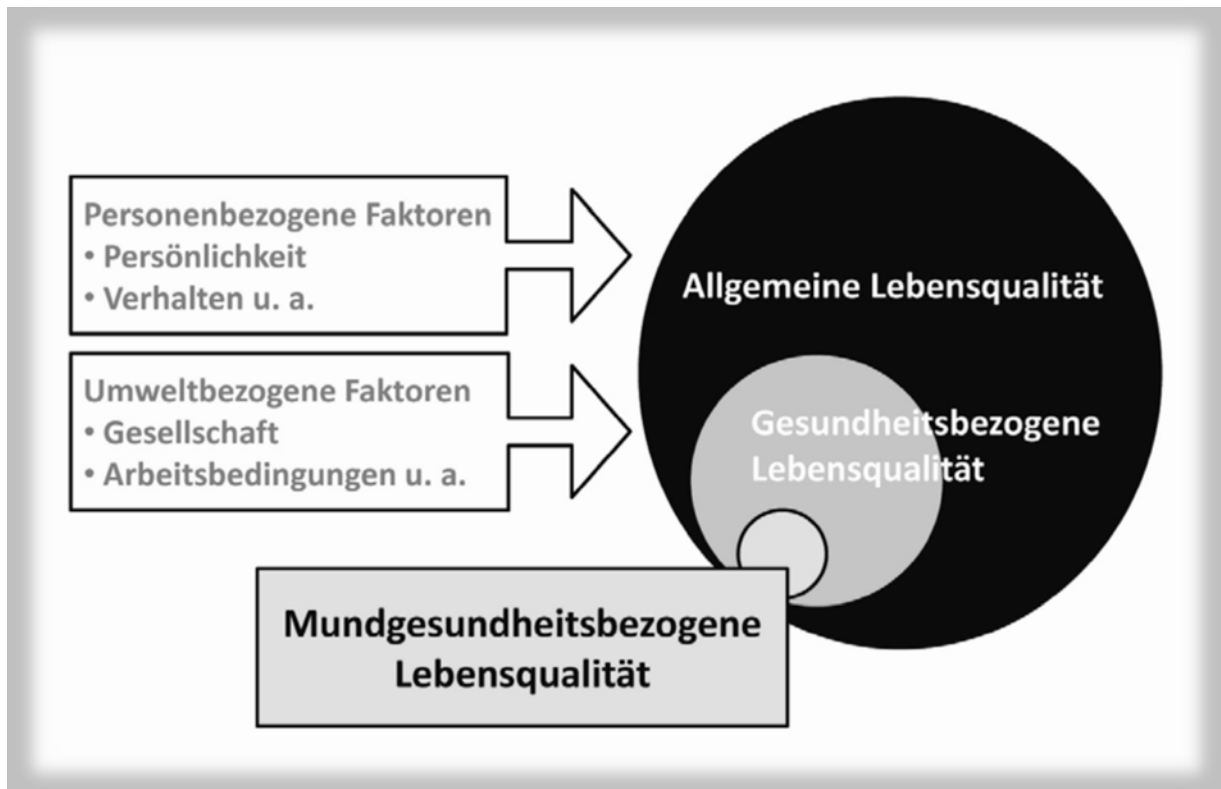 Personenbezogene Faktoren
• Persönlichkeit
• Verhalten u. a.
Umweltbezogene Faktoren
• Gesellschaft
• Arbeitsbedingungen u. a.
Allgemeine Lebensqualität
Gesundheitsbezogene
Lebensqualität
Mundgesundheitsbezogene
Lebensqualität